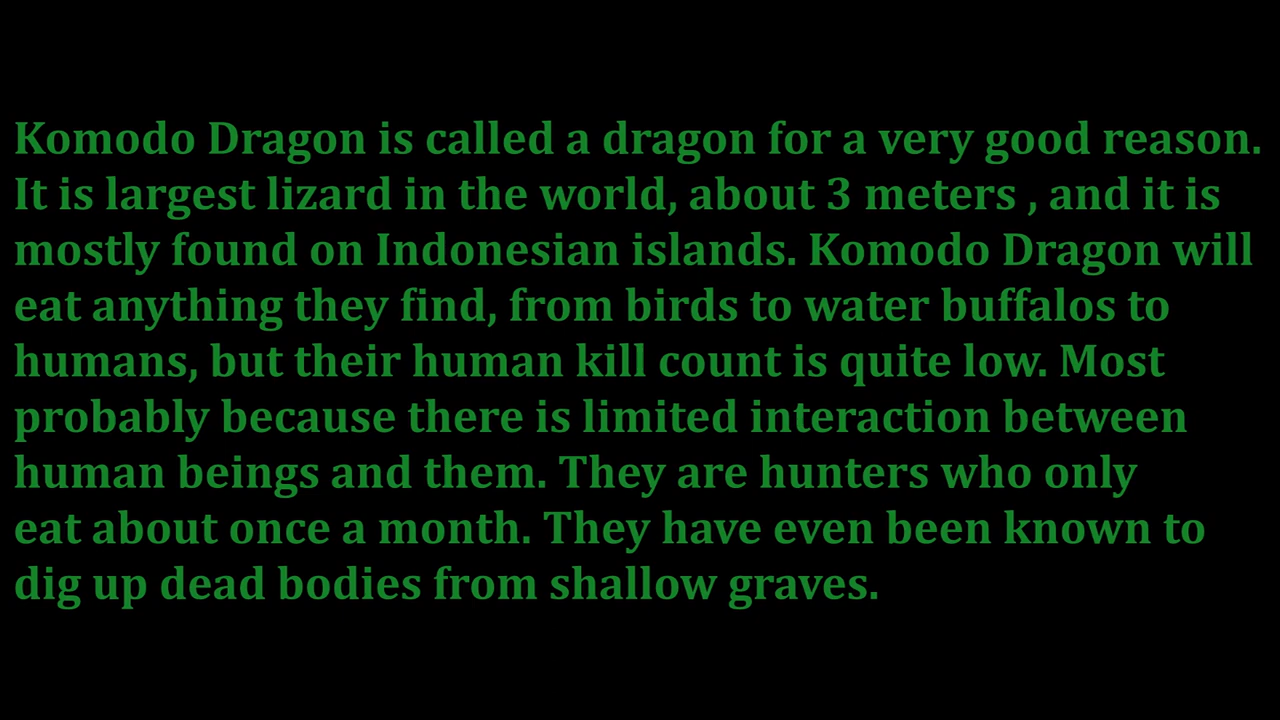 Komodo Dragon is called a dragon for a very good reason.
It is largest lizard in the world, about 3 meters , and it is
mostly found on Indonesian islands. Komodo Dragon will
eat anything they find, from birds to water buffalos to
humans, but their human kill count is quite low. Most
probably because there is limited interaction between
human beings and them. They are hunters who only
eat about once a month. They have even been known to
dig up dead bodies from shallow graves.